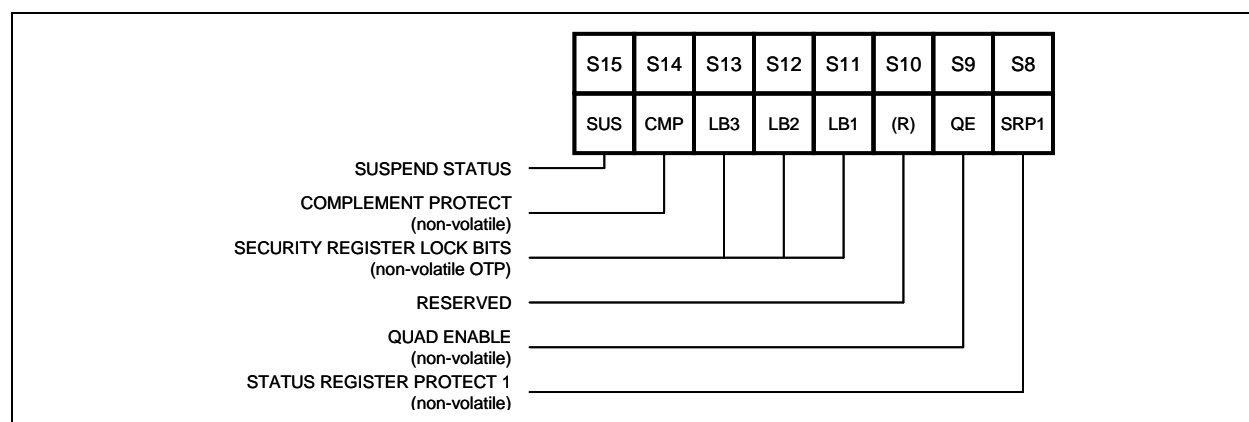 S15 S14 S13 S12 S11 S10 S9 S8
SUS CMP LB3 LB2 LB1 (R) QE SRP1
SUSPEND STATUS
COMPLEMENT PROTECT
(non-volatile)
SECURITY REGISTER LOCK BITS
(non-volatile OTP)
RESERVED
QUAD ENABLE
(non-volatile)
STATUS REGISTER PROTECT 1
(non-volatile)